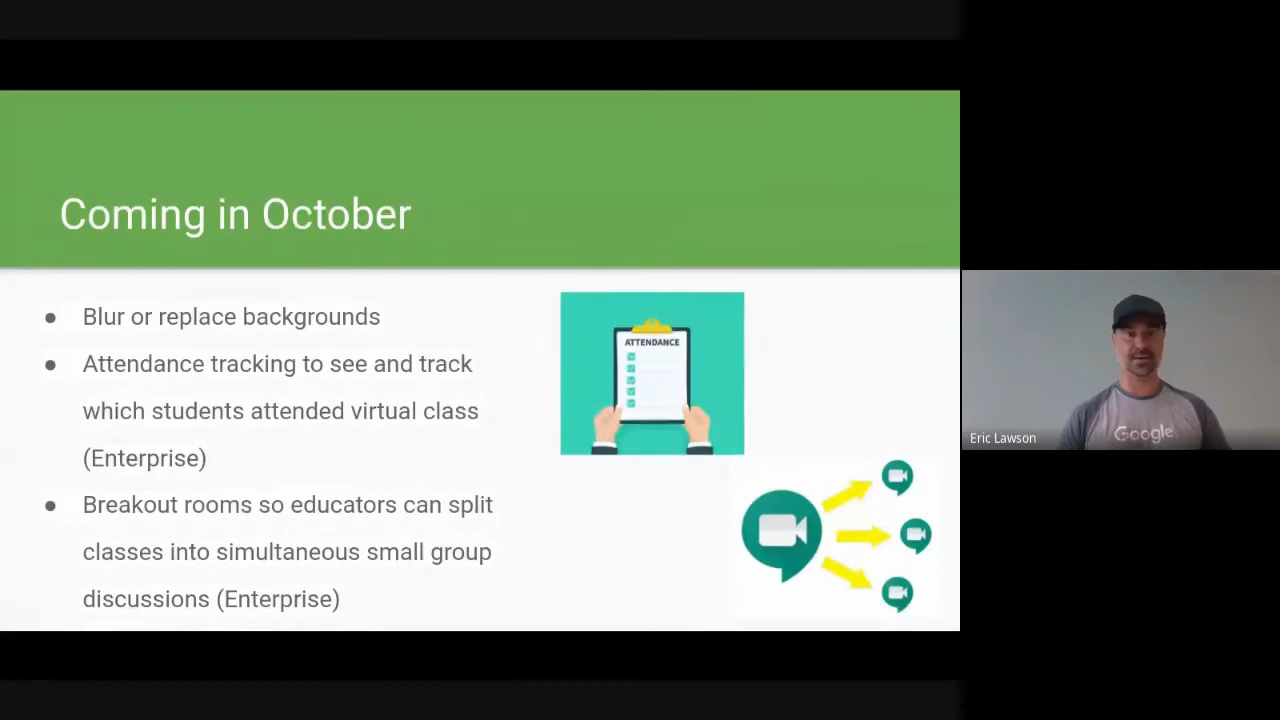 Coming in October
● Blur or replace backgrounds
● Attendance tracking to see and track
which students attended virtual class
(Enterprise)
● Breakout rooms so educators can split
classes into simultaneous small group
discussions (Enterprise)
ATTENDANCE
Google
Eric Lawson